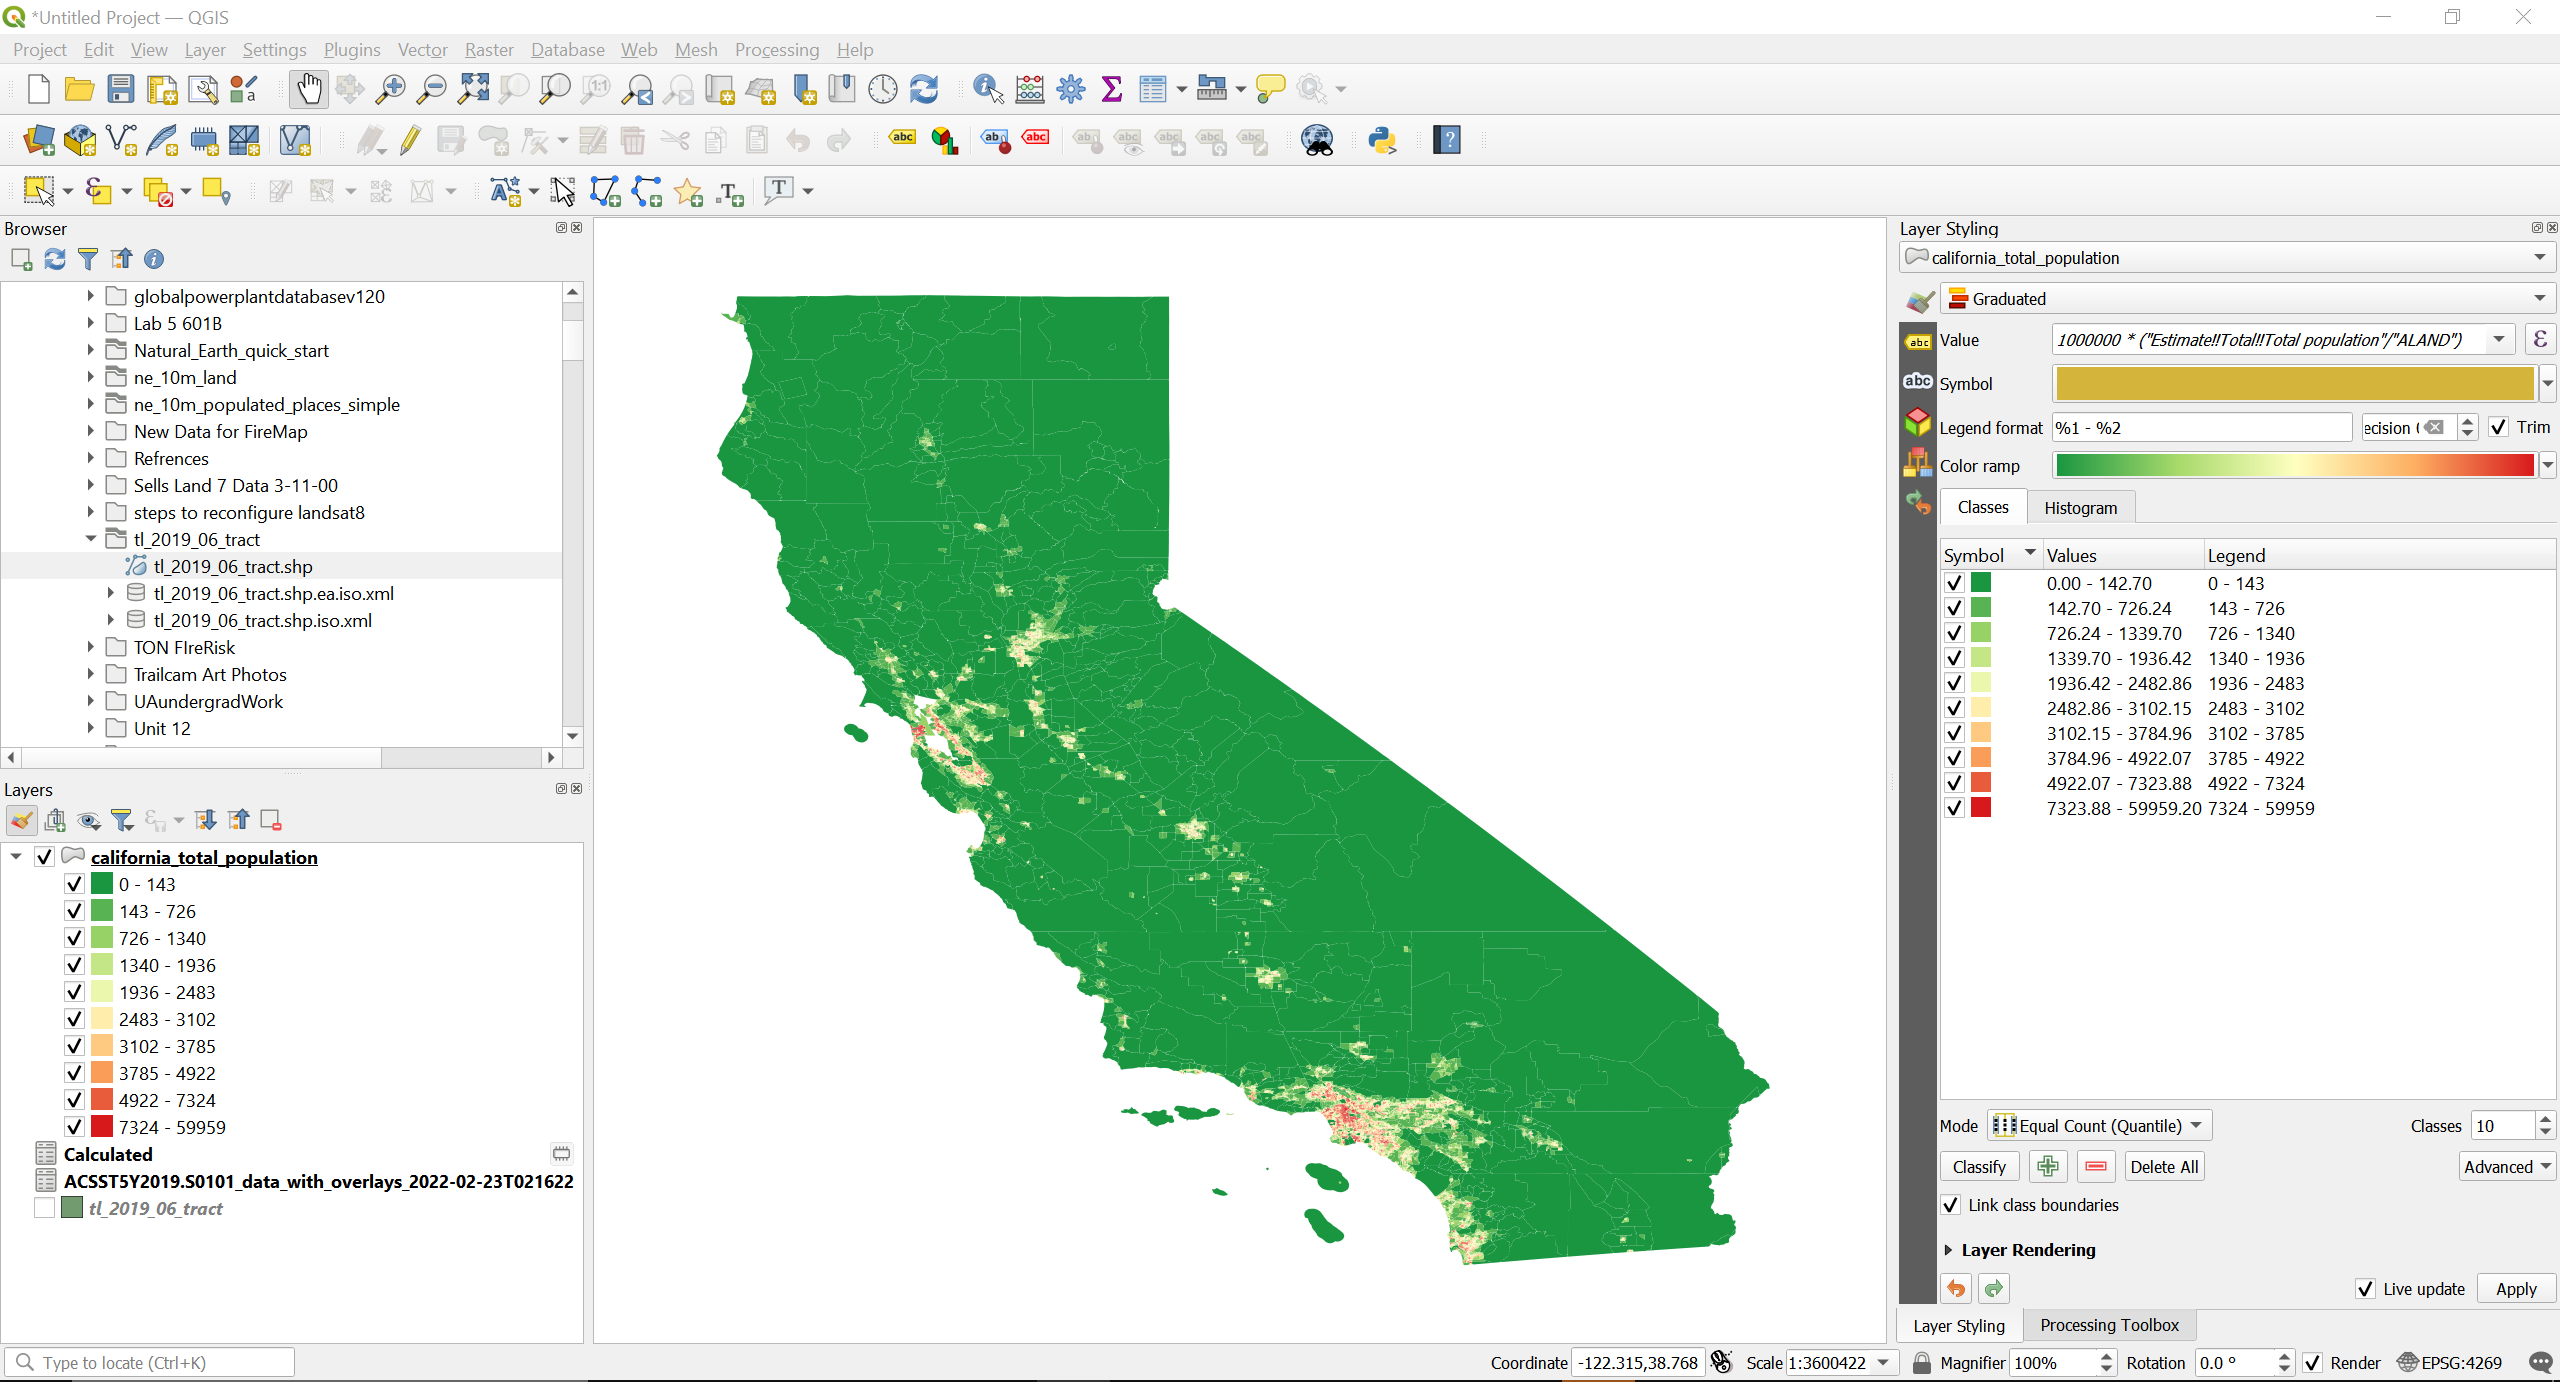 *Untitled Project — QGIS
Project Edit View Layer Settings Plugins Vector Raster Database Web Mesh Processing Help
Browser
globalpowerplantdatabasev120
Lab 5 601B
Natural_Earth_quick_start
ne_10m_land
ne_10m_populated_places_simple
New Data for FireMap
Refrences
Sells Land 7 Data 3-11-00
steps to reconfigure landsat8
tl_2019_06_tract
tl_2019_06_tract.shp
tl_2019_06_tract.shp.ea.iso.xml
tl_2019_06_tract.shp.iso.xml
TON FIreRisk
Trailcam Art Photos
UAundergradWork
Unit 12
Layers
california_total_population
0 - 143
143 - 726
726 - 1340
1340 - 1936
1936 - 2483
2483 - 3102
3102 - 3785
3785 - 4922
4922 - 7324
7324 - 59959
Calculated
ACSST5Y2019.S0101_data_with_overlays_2022-02-23T021622
tl_2019_06_tract
Type to locate (Ctrl+K)
Layer Styling
california_total_population
Graduated
Value 1000000 * ("Estimate!!Total!!Total population"/"ALAND")
Symbol
Legend format %1 - %2 ecision Trim
Color ramp
Classes Histogram
Symbol Values Legend
0.00 - 142.70 0 - 143
142.70 - 726.24 143 - 726
726.24 - 1339.70 726 - 1340
1339.70 - 1936.42 1340 - 1936
1936.42 - 2482.86 1936 - 2483
2482.86 - 3102.15 2483 - 3102
3102.15 - 3784.96 3102 - 3785
3784.96 - 4922.07 3785 - 4922
4922.07 - 7323.88 4922 - 7324
7323.88 - 59959.20 7324 - 59959
Mode Equal Count (Quantile) Classes 10
Classify Delete All Advanced
Link class boundaries
Layer Rendering
Live update Apply
Layer Styling Processing Toolbox
Coordinate -122.315,38.768 Scale 1:3600422 Magnifier 100% Rotation 0.0 ° Render EPSG:4269